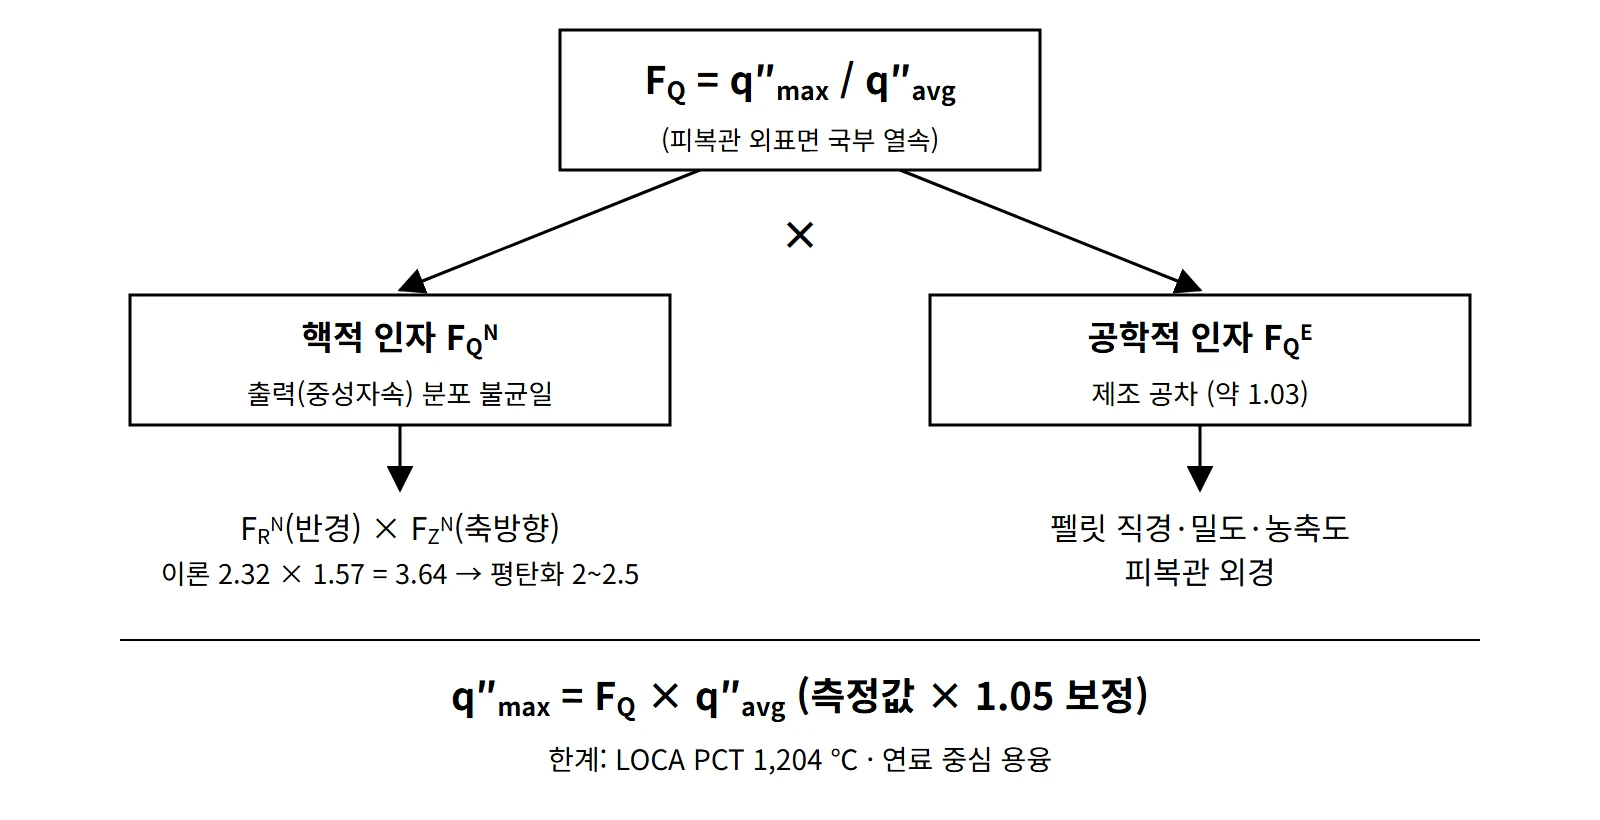 F_Q = q″_max / q″_avg
(피복관 외표면 국부 열속)
×
핵적 인자 F_Q^N
출력(중성자속) 분포 불균일
공학적 인자 F_Q^E
제조 공차 (약 1.03)
F_R^N(반경) × F_Z^N(축방향)
이론 2.32 × 1.57 = 3.64 → 평탄화 2~2.5
펠릿 직경·밀도·농축도
피복관 외경
q″_max = F_Q × q″_avg (측정값 × 1.05 보정)
한계: LOCA PCT 1,204 ℃ · 연료 중심 용융